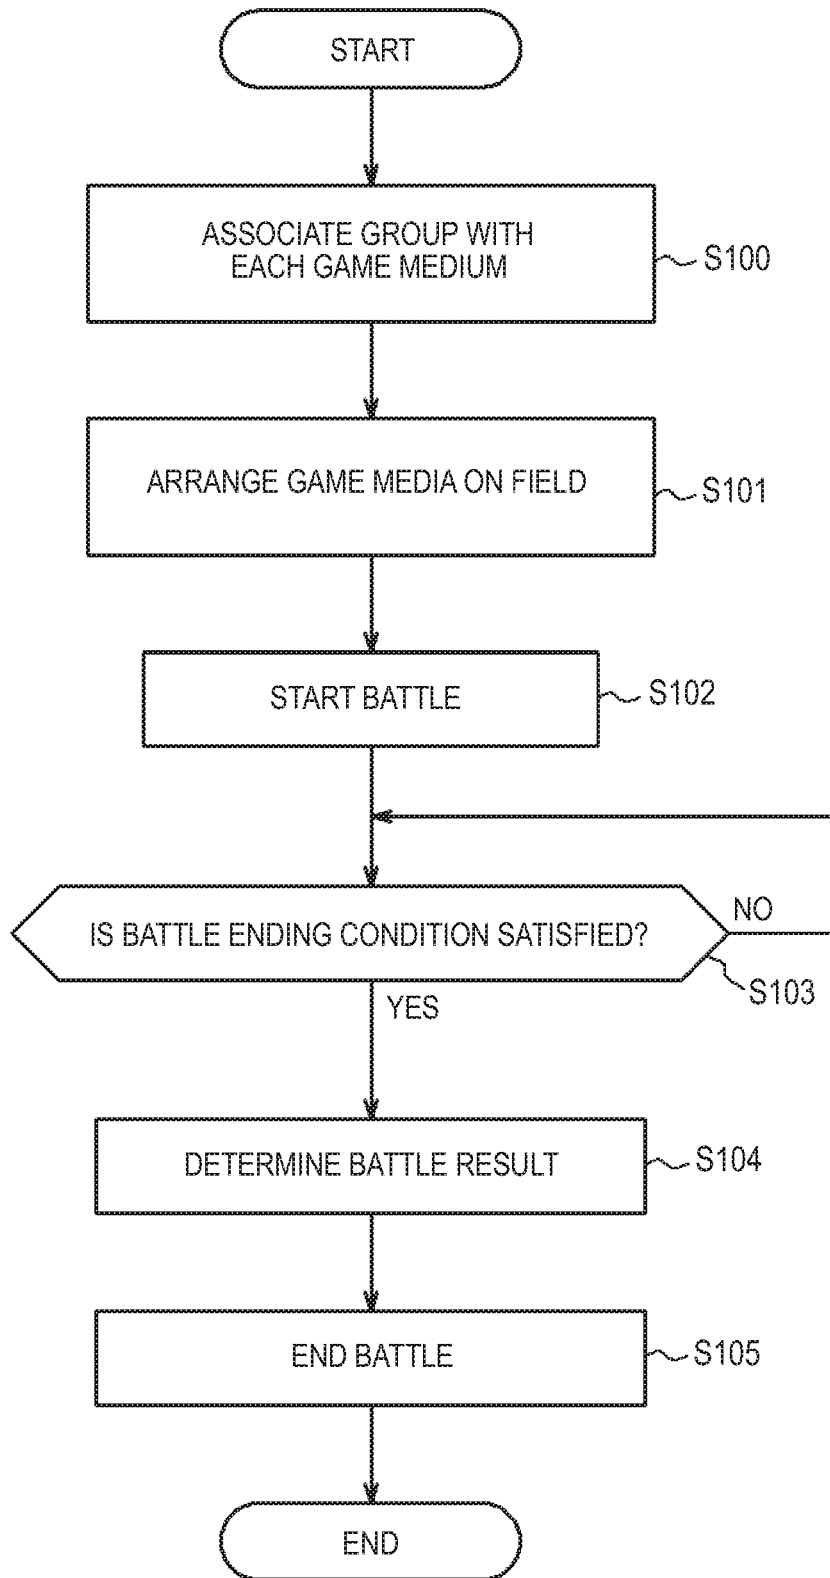 START
ASSOCIATE GROUP WITH
EACH GAME MEDIUM
S100
ARRANGE GAME MEDIA ON FIELD
S101
START BATTLE
S102
IS BATTLE ENDING CONDITION SATISFIED?
NO
S103
YES
DETERMINE BATTLE RESULT
S104
END BATTLE
S105
END